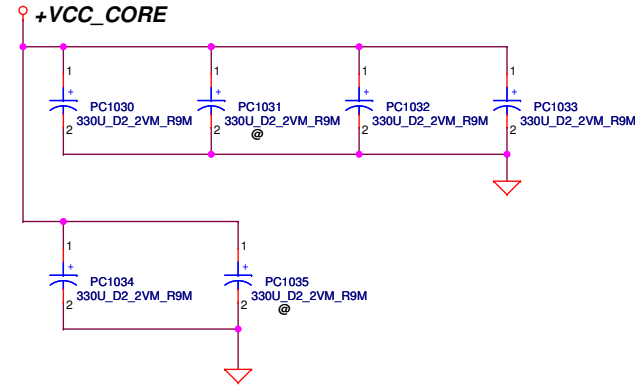 +VCC_CORE
1 1 1 1
+ + + +
PC1030 PC1031 PC1032 PC1033
330U_D2_2VM_R9M 330U_D2_2VM_R9M 330U_D2_2VM_R9M 330U_D2_2VM_R9M
2 2 2 2
@
1 1
+ +
PC1034 PC1035
330U_D2_2VM_R9M 330U_D2_2VM_R9M
2 2
@